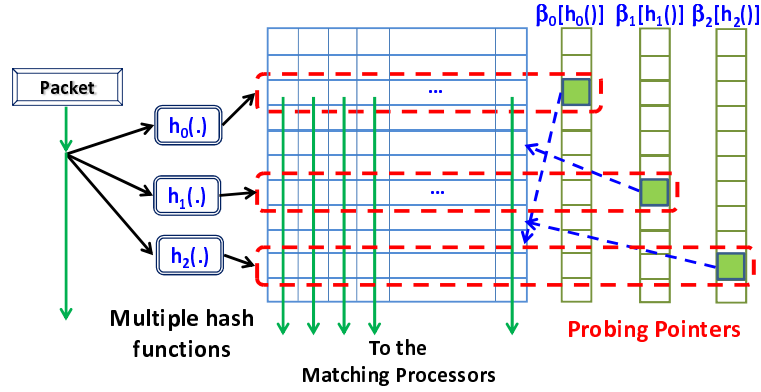 β0[h0()] β1[h1()] β2[h2()]
Packet
...
h0(.)
h1(.)
...
h2(.)
Multiple hash
functions
To the
Matching Processors
Probing Pointers